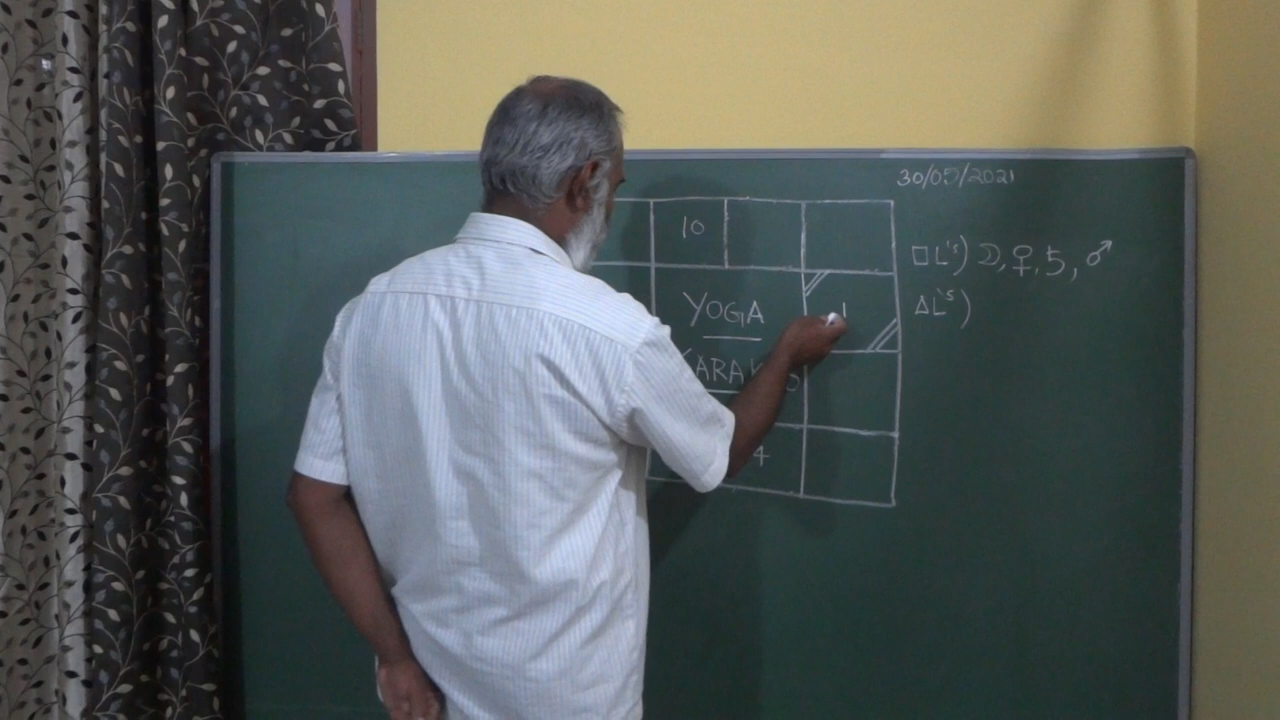 30/05/2021
10
□L's) ☽, ♀, ♄, ♂
YOGA
1
△L's)
4